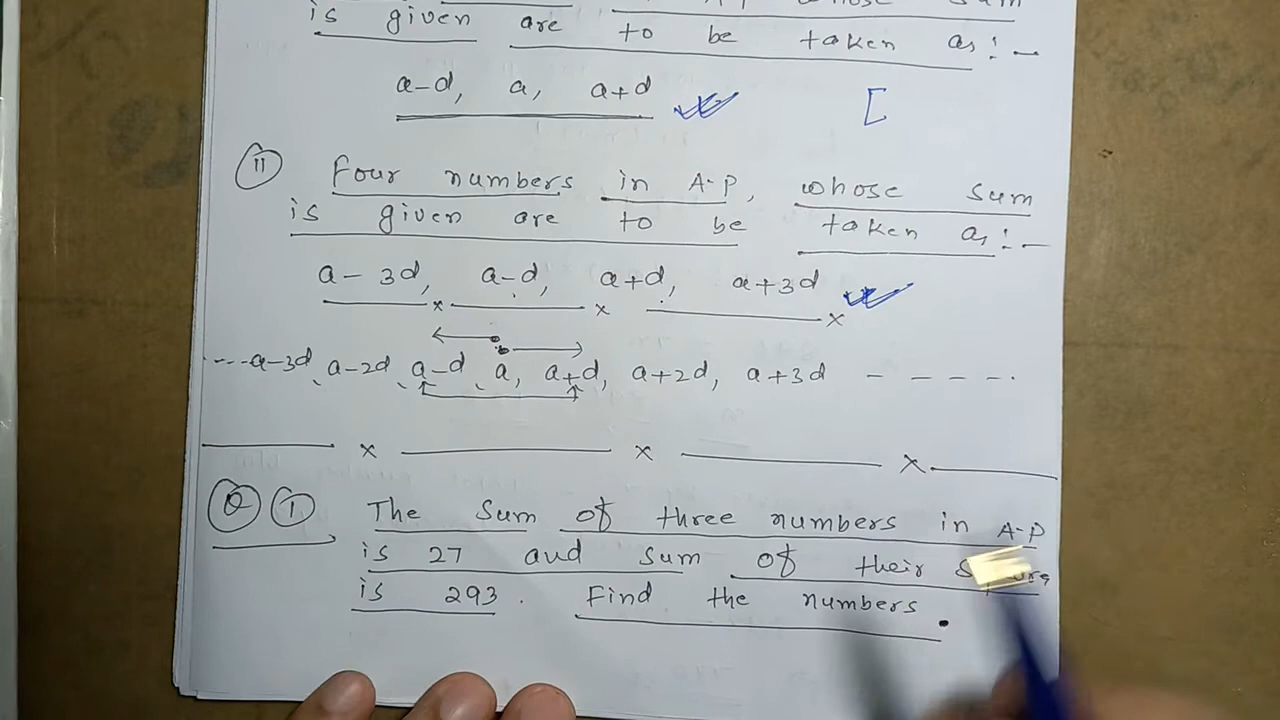 whose sum
is given are to be taken as :-
a-d, a, a+d
[
(II) Four numbers in A-P, whose sum
is given are to be taken as :-
a-3d, a-d, a+d, a+3d
----a-3d, a-2d, a-d, a, a+d, a+2d, a+3d - - - - .
x x x
Q (I) The Sum of three numbers in A-P
is 27 and sum of their
is 293. Find the numbers.